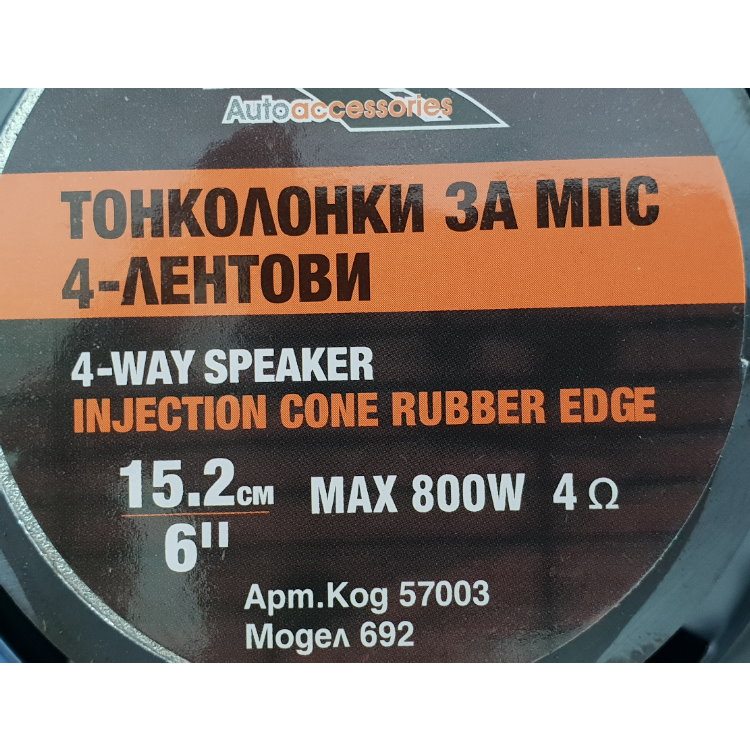 Autoaccessories
ТОНКОЛОНКИ ЗА МПС
4-ЛЕНТОВИ
4-WAY SPEAKER
INJECTION CONE RUBBER EDGE
15.2см MAX 800W 4 Ω
6"
Арт.Код 57003
Модел 692